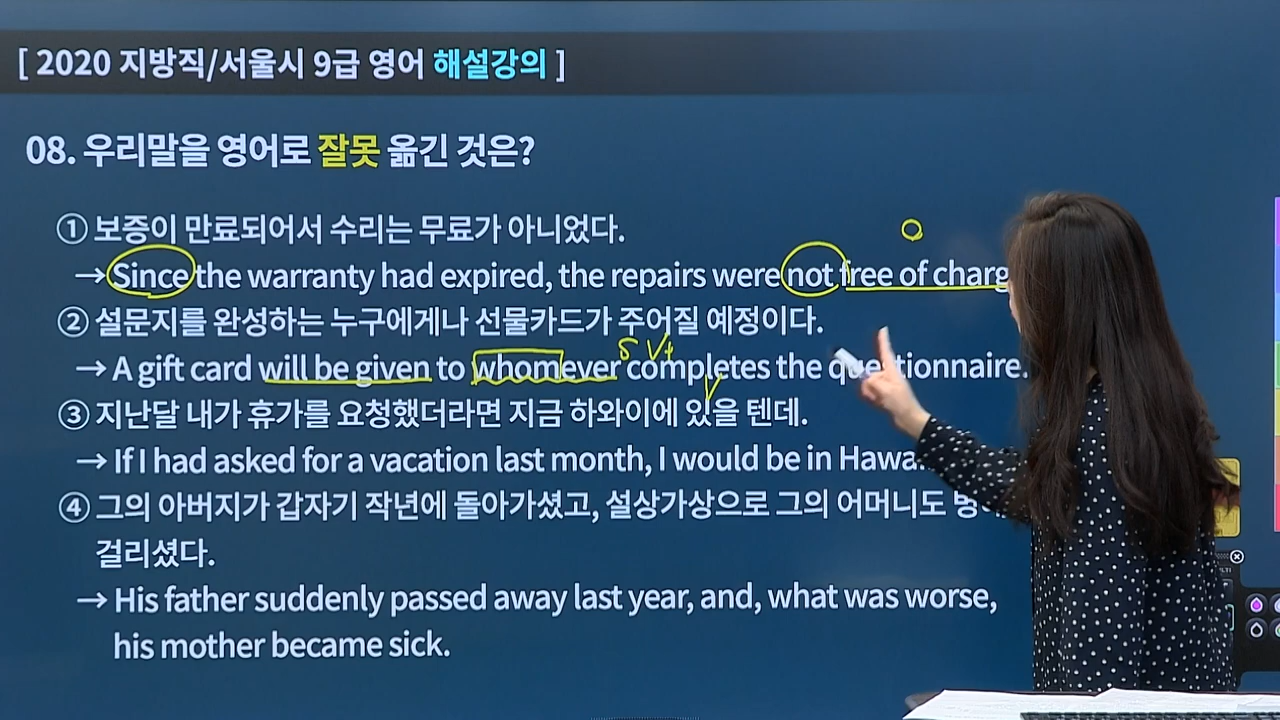 [ 2020 지방직/서울시 9급 영어 해설강의 ]
08. 우리말을 영어로 잘못 옮긴 것은?
① 보증이 만료되어서 수리는 무료가 아니었다.
→ Since the warranty had expired, the repairs were not free of charg
② 설문지를 완성하는 누구에게나 선물카드가 주어질 예정이다.
S Vt
→ A gift card will be given to whomever completes the questionnaire.
V
③ 지난달 내가 휴가를 요청했더라면 지금 하와이에 있을 텐데.
→ If I had asked for a vacation last month, I would be in Hawa
④ 그의 아버지가 갑자기 작년에 돌아가셨고, 설상가상으로 그의 어머니도
걸리셨다.
→ His father suddenly passed away last year, and, what was worse,
his mother became sick.